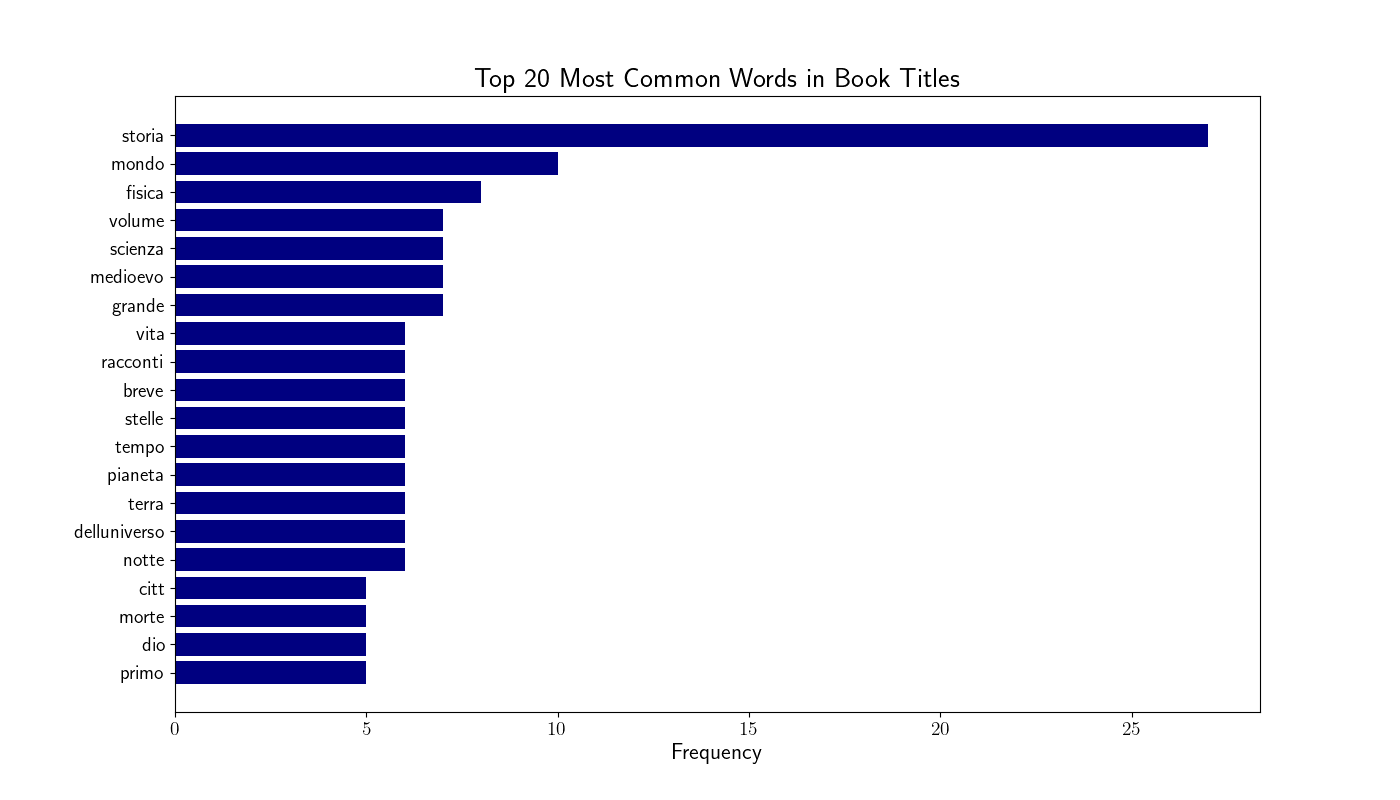 Top 20 Most Common Words in Book Titles
storia
mondo
fisica
volume
scienza
medioevo
grande
vita
racconti
breve
stelle
tempo
pianeta
terra
delluniverso
notte
citt
morte
dio
primo
0 5 10 15 20 25
Frequency